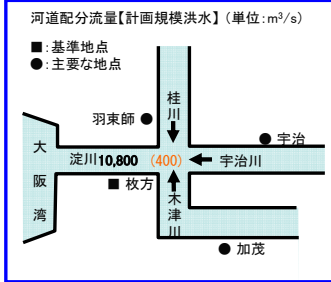 河道配分流量【計画規模洪水】(単位:m³/s)
■:基準地点
●:主要な地点
桂川
羽束師●
●宇治
大阪湾
淀川10,800 (400)
宇治川
■枚方
木津川
●加茂